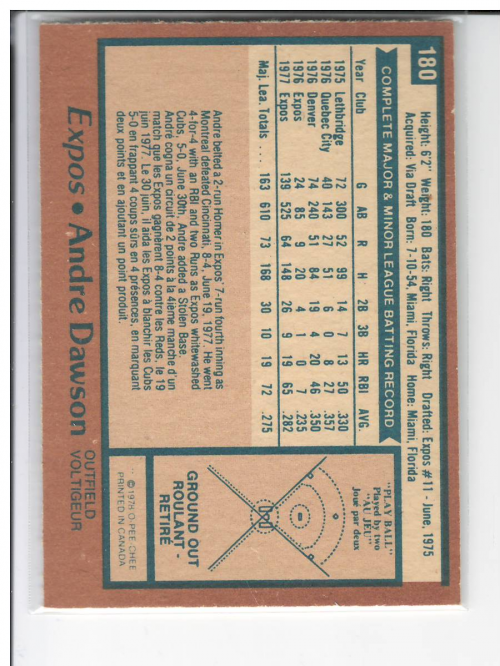 180
Height: 6'2" Weight: 180 Bats: Right Throws: Right Drafted: Expos #11 - June, 1975
Acquired: Via Draft Born: 7-10-54, Miami, Florida Home: Miami, Florida
COMPLETE MAJOR & MINOR LEAGUE BATTING RECORD
Year Club G AB R H 2B 3B HR RBI AVG.
1975 Lethbridge 72 300 52 99 14 7 13 50 .330
1976 Quebec City 40 143 27 51 6 0 8 27 .357
1976 Denver 74 240 51 84 19 4 20 46 .350
1976 Expos 24 85 9 20 4 1 0 7 .235
1977 Expos 139 525 64 148 26 9 19 65 .282
Maj. Lea. Totals .... 163 610 73 168 30 10 19 72 .275
Andre belted a 2-run Homer in Expos 7-run fourth inning as
Montreal defeated Cincinnati, 8-4, June 19, 1977. He went
4-for-4 with an RBI and two Runs as Expos whitewashed
Cubs, 5-0, June 30th. Andre added a Stolen Base.
André cogna un circuit de 2 points à la 4ienne manche d'un
match que les Expos gagnèrent 8-4 contre les Reds, le 19
juin 1977. Le 30 juin, il aida les Expos à blanchir les Cubs
5-0 en frappant 4 coups sûrs en 4 présences, en marquant
deux points et en ajoutant un point produit.
"PLAY BALL"
Played by two
"AU JEU"
Joué par deux
GROUND OUT
ROULANT -
RETIRÉ
Expos • Andre Dawson
OUTFIELD
VOLTIGEUR
© 1978 O-PEE-CHEE
PRINTED IN CANADA